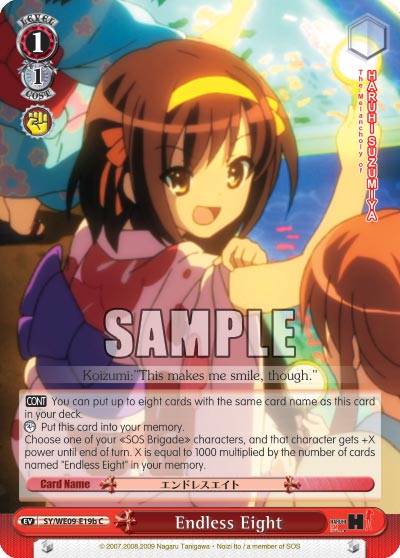 LEVEL
1
1
COST
The Melancholy of
HARUHI SUZUMIYA
SAMPLE
Koizumi:"This makes me smile, though."
CONT You can put up to eight cards with the same card name as this card
in your deck.
Put this card into your memory.
Choose one of your «SOS Brigade» characters, and that character gets +X
power until end of turn. X is equal to 1000 multiplied by the number of cards
named "Endless Eight" in your memory.
Card Name エンドレスエイト
EV SY/WE09-E19b C Endless Eight
© 2007,2008,2009 Nagaru Tanigawa • Noizi Ito / a member of SOS